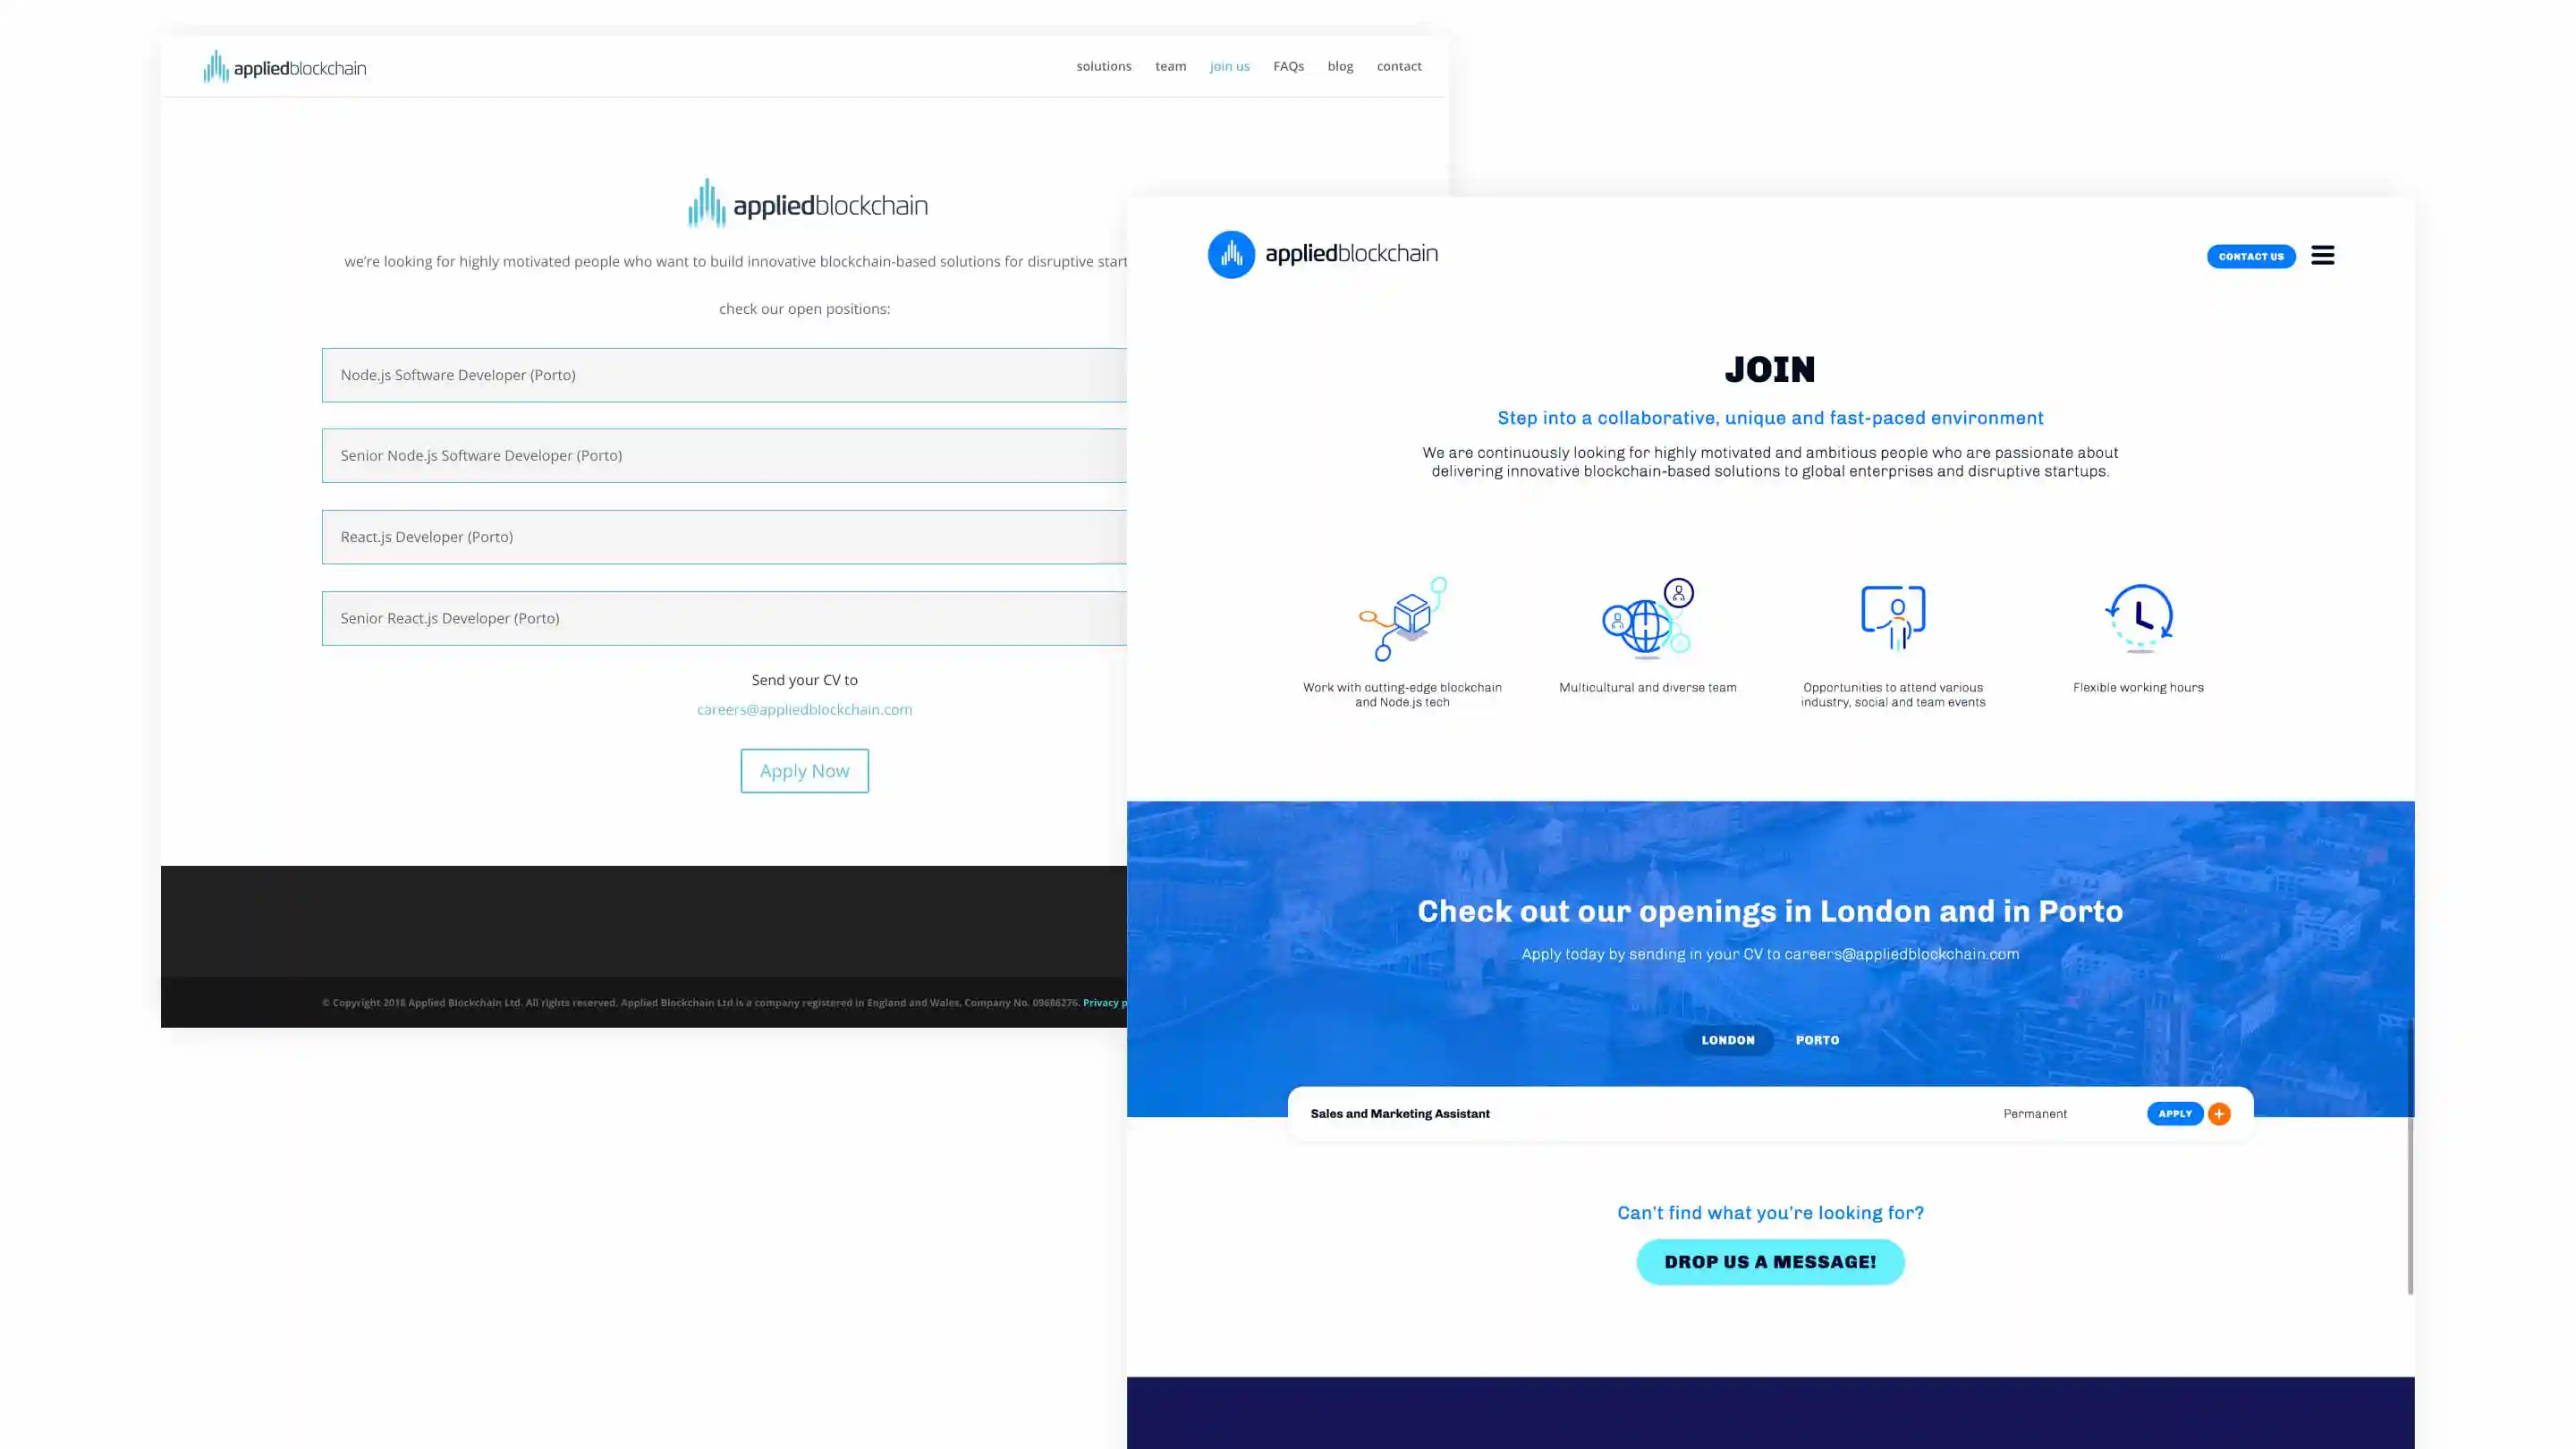 appliedblockchain
solutions team join us FAQs blog contact
appliedblockchain
we're looking for highly motivated people who want to build innovative blockchain-based solutions for disruptive start
check our open positions:
Node.js Software Developer (Porto)
Senior Node.js Software Developer (Porto)
React.js Developer (Porto)
Senior React.js Developer (Porto)
Send your CV to
careers@appliedblockchain.com
Apply Now
© Copyright 2018 Applied Blockchain Ltd. All rights reserved. Applied Blockchain Ltd is a company registered in England and Wales, Company No. 09686276. Privacy p
appliedblockchain
CONTACT US
JOIN
Step into a collaborative, unique and fast-paced environment
We are continuously looking for highly motivated and ambitious people who are passionate about
delivering innovative blockchain-based solutions to global enterprises and disruptive startups.
Work with cutting-edge blockchain
and Node.js tech
Multicultural and diverse team
Opportunities to attend various
industry, social and team events
Flexible working hours
Check out our openings in London and in Porto
Apply today by sending in your CV to careers@appliedblockchain.com
LONDON PORTO
Sales and Marketing Assistant Permanent APPLY +
Can't find what you're looking for?
DROP US A MESSAGE!